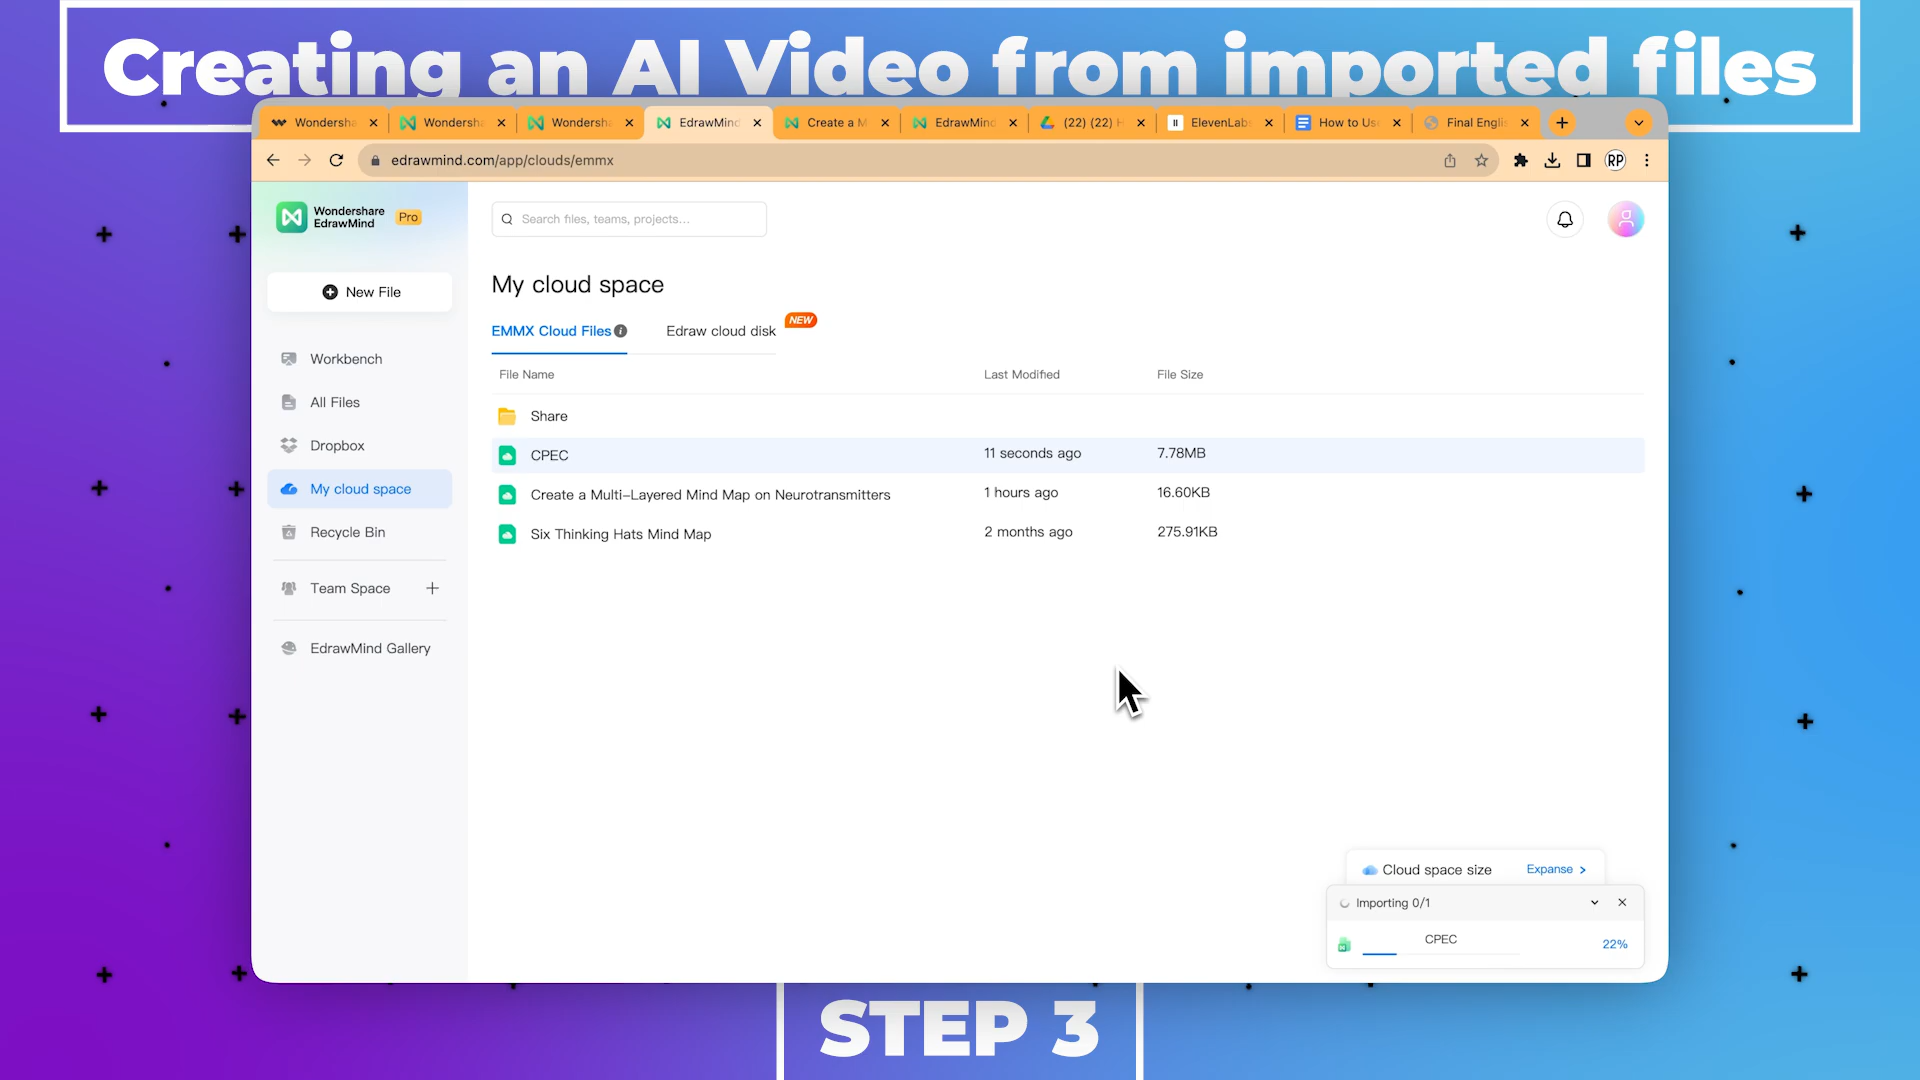 Creating an AI Video from imported files
Wondersha
Wondersha
Wondersha
EdrawMind
Create a M
EdrawMind
(22) (22) H
ElevenLabs
How to Use
Final Englis
edrawmind.com/app/clouds/emmx
RP
Wondershare
EdrawMind
Pro
Search files, teams, projects...
New File
My cloud space
EMMX Cloud Files
Edraw cloud disk
NEW
Workbench
File Name
Last Modified
File Size
All Files
Share
Dropbox
CPEC
11 seconds ago
7.78MB
My cloud space
Create a Multi-Layered Mind Map on Neurotransmitters
1 hours ago
16.60KB
Recycle Bin
Six Thinking Hats Mind Map
2 months ago
275.91KB
Team Space
EdrawMind Gallery
Cloud space size
Expanse >
Importing 0/1
CPEC
22%
STEP 3